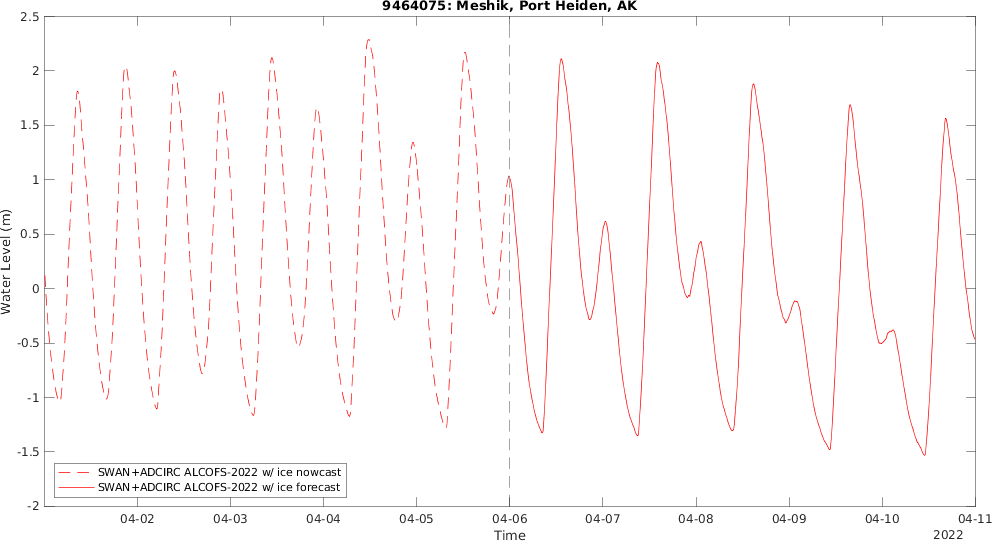 9464075: Meshik, Port Heiden, AK
2.5
2
1.5
1
0.5
0
-0.5
-1
-1.5
-2
Water Level (m)
SWAN+ADCIRC ALCOFS-2022 w/ ice nowcast
SWAN+ADCIRC ALCOFS-2022 w/ ice forecast
04-02 04-03 04-04 04-05 04-06 04-07 04-08 04-09 04-10 04-11
Time
2022